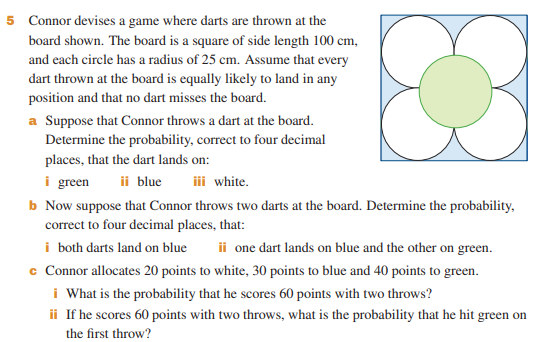 5 Connor devises a game where darts are thrown at the
board shown. The board is a square of side length 100 cm,
and each circle has a radius of 25 cm. Assume that every
dart thrown at the board is equally likely to land in any
position and that no dart misses the board.
a Suppose that Connor throws a dart at the board.
Determine the probability, correct to four decimal
places, that the dart lands on:
i green ii blue iii white.
b Now suppose that Connor throws two darts at the board. Determine the probability,
correct to four decimal places, that:
i both darts land on blue ii one dart lands on blue and the other on green.
c Connor allocates 20 points to white, 30 points to blue and 40 points to green.
i What is the probability that he scores 60 points with two throws?
ii If he scores 60 points with two throws, what is the probability that he hit green on
the first throw?